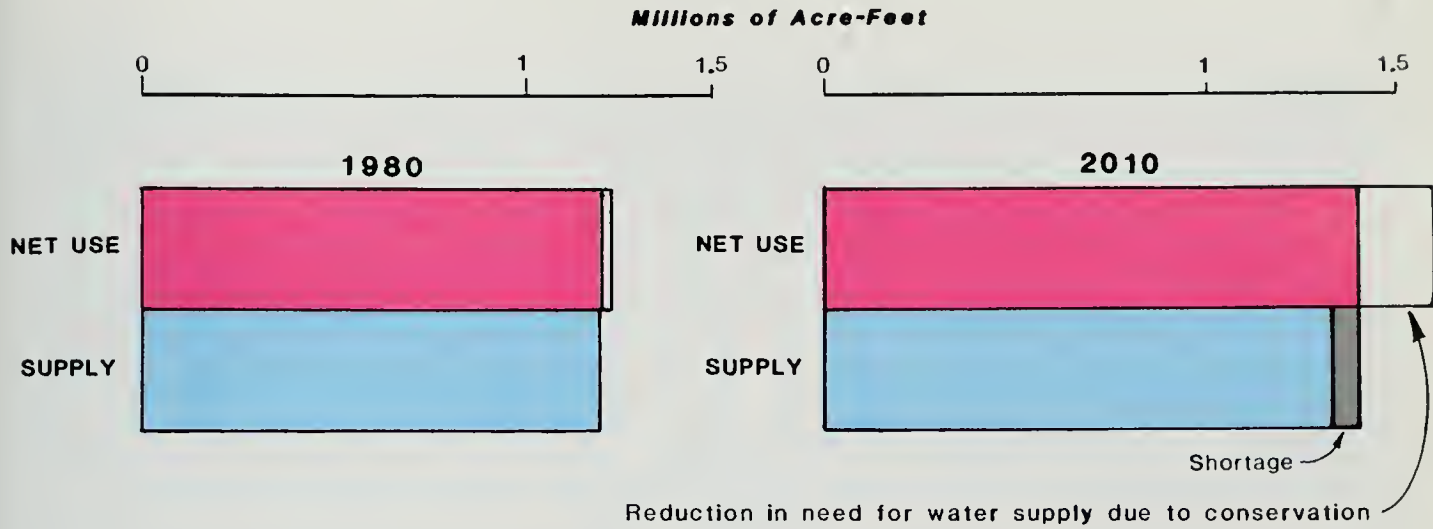 Millions of Acre-Feet
0 1 1.5
0 1 1.5
1980
2010
NET USE
NET USE
SUPPLY
SUPPLY
Shortage
Reduction in need for water supply due to conservation